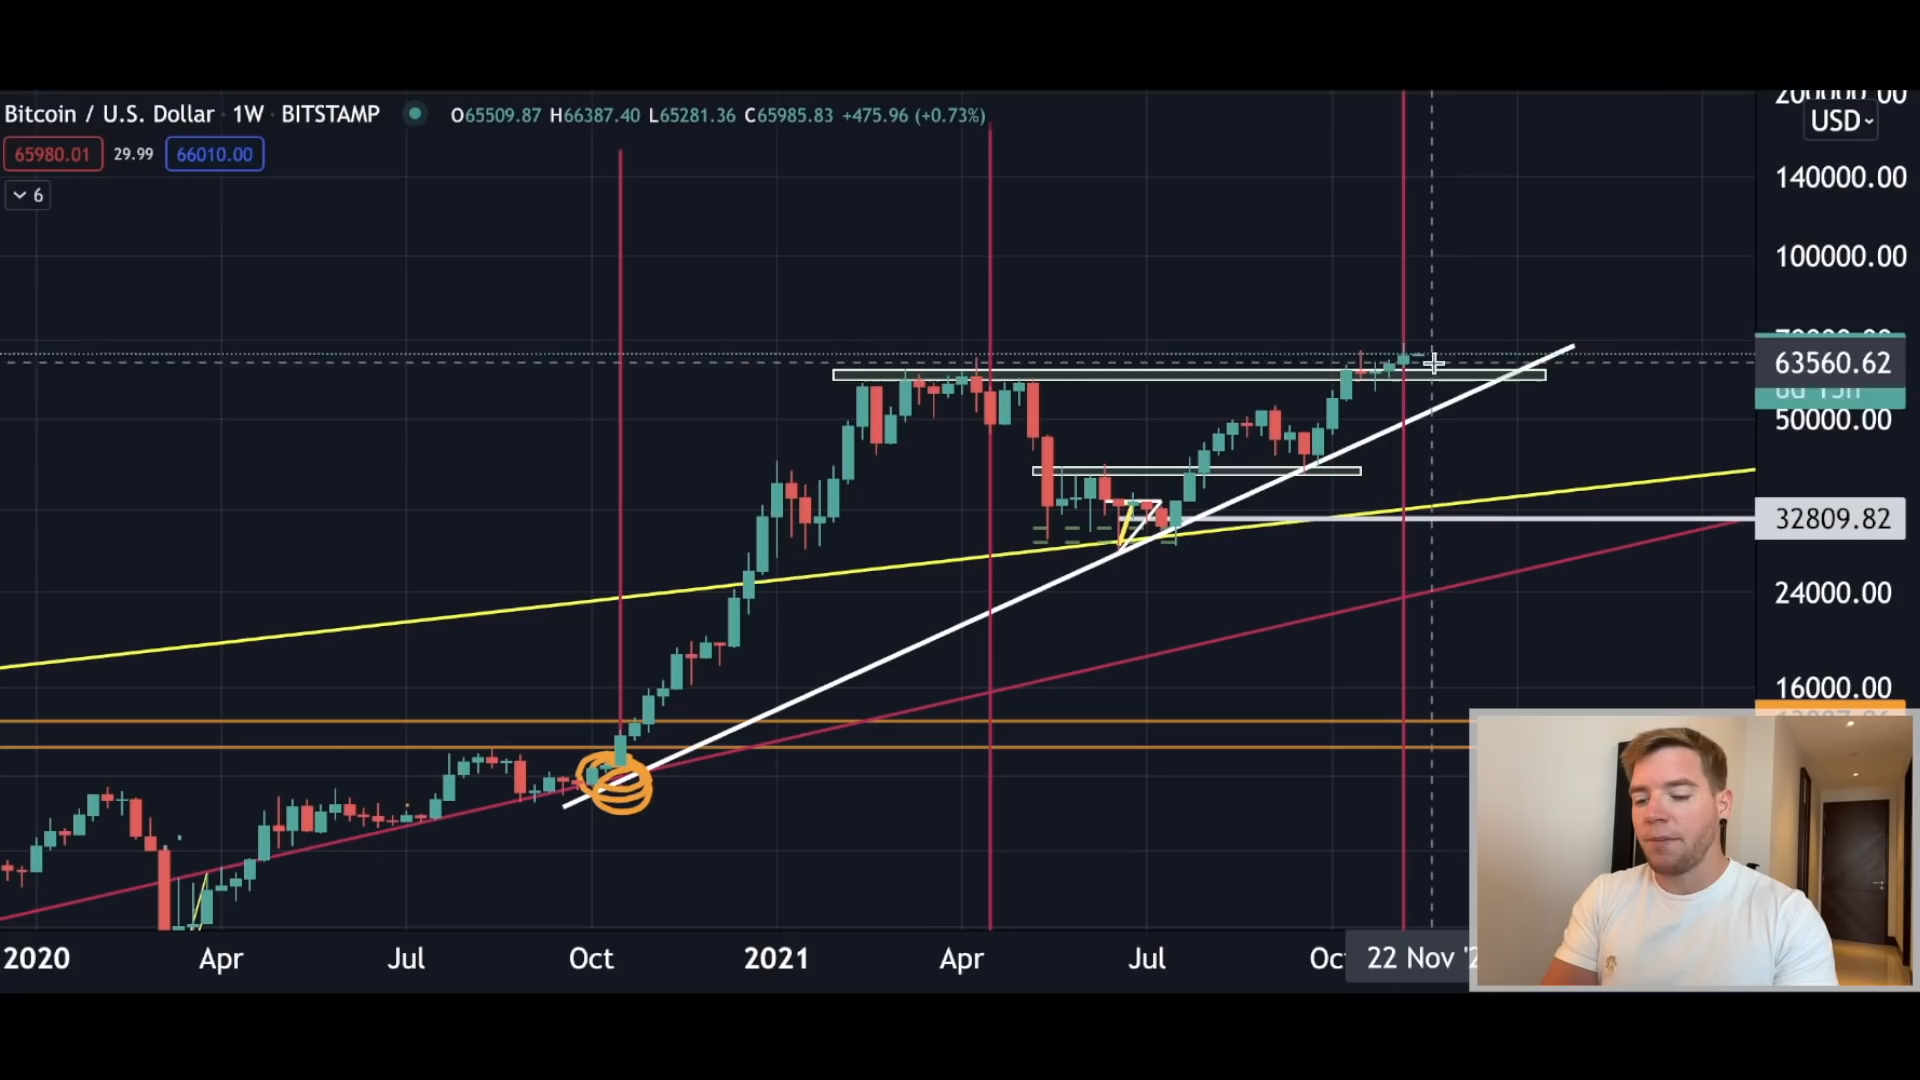 200000.00
Bitcoin / U.S. Dollar · 1W · BITSTAMP O65509.87 H66387.40 L65281.36 C65985.83 +475.96 (+0.73%)
USD
65980.01 29.99 66010.00
140000.00
6
100000.00
63560.62
50000.00
32809.82
24000.00
16000.00
2020 Apr Jul Oct 2021 Apr Jul 22 Nov